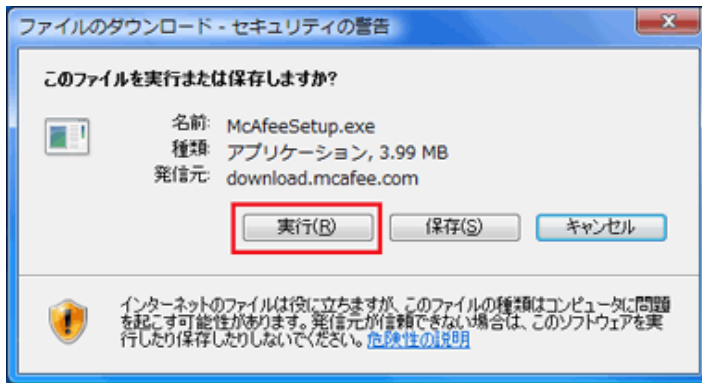 ファイルのダウンロード - セキュリティの警告
このファイルを実行または保存しますか?
名前: McAfeeSetup.exe
種類: アプリケーション, 3.99 MB
発信元: download.mcafee.com
実行(R) 保存(S) キャンセル
インターネットのファイルは役に立ちますが、このファイルの種類はコンピュータに問題
を起こす可能性があります。発信元が信頼できない場合は、このソフトウェアを実
行したり保存したりしないでください。危険性の説明